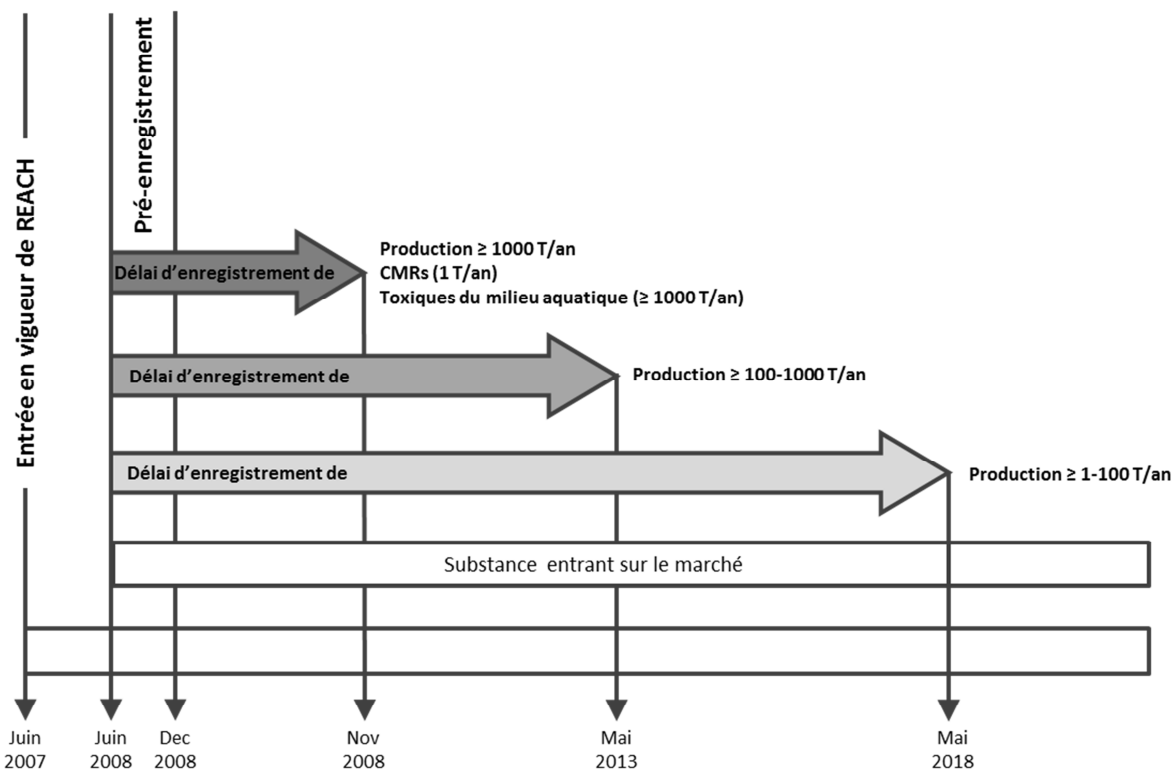 Entrée en vigueur de REACH
Pré-enregistrement
Délai d'enregistrement de
Production ≥ 1000 T/an
CMRs (1 T/an)
Toxiques du milieu aquatique (≥ 1000 T/an)
Délai d'enregistrement de
Production ≥ 100-1000 T/an
Délai d'enregistrement de
Production ≥ 1-100 T/an
Substance entrant sur le marché
Juin
2007
Juin
2008
Dec
2008
Nov
2008
Mai
2013
Mai
2018